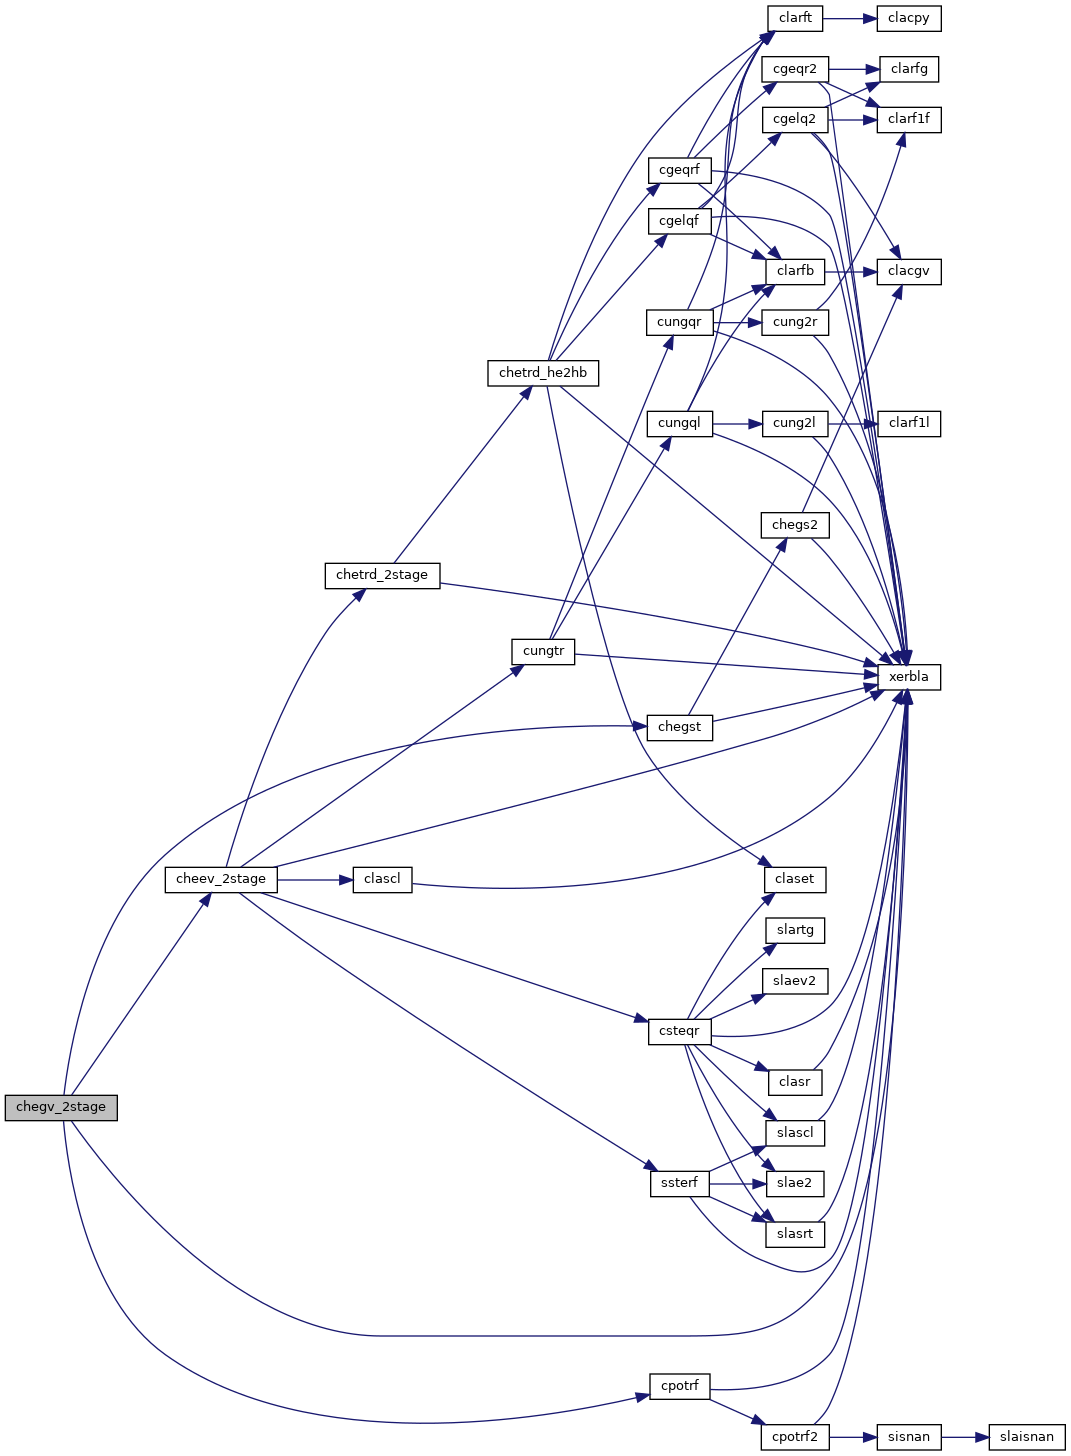 clarft
clacpy
cgeqr2
clarfg
cgelq2
clarf1f
cgeqrf
cgelqf
clarfb
clacgv
cungqr
cung2r
chetrd_he2hb
cungql
cung2l
clarf1l
chegs2
chetrd_2stage
cungtr
xerbla
chegst
cheev_2stage
clascl
claset
slartg
slaev2
csteqr
clasr
chegv_2stage
slascl
ssterf
slae2
slasrt
cpotrf
cpotrf2
sisnan
slaisnan